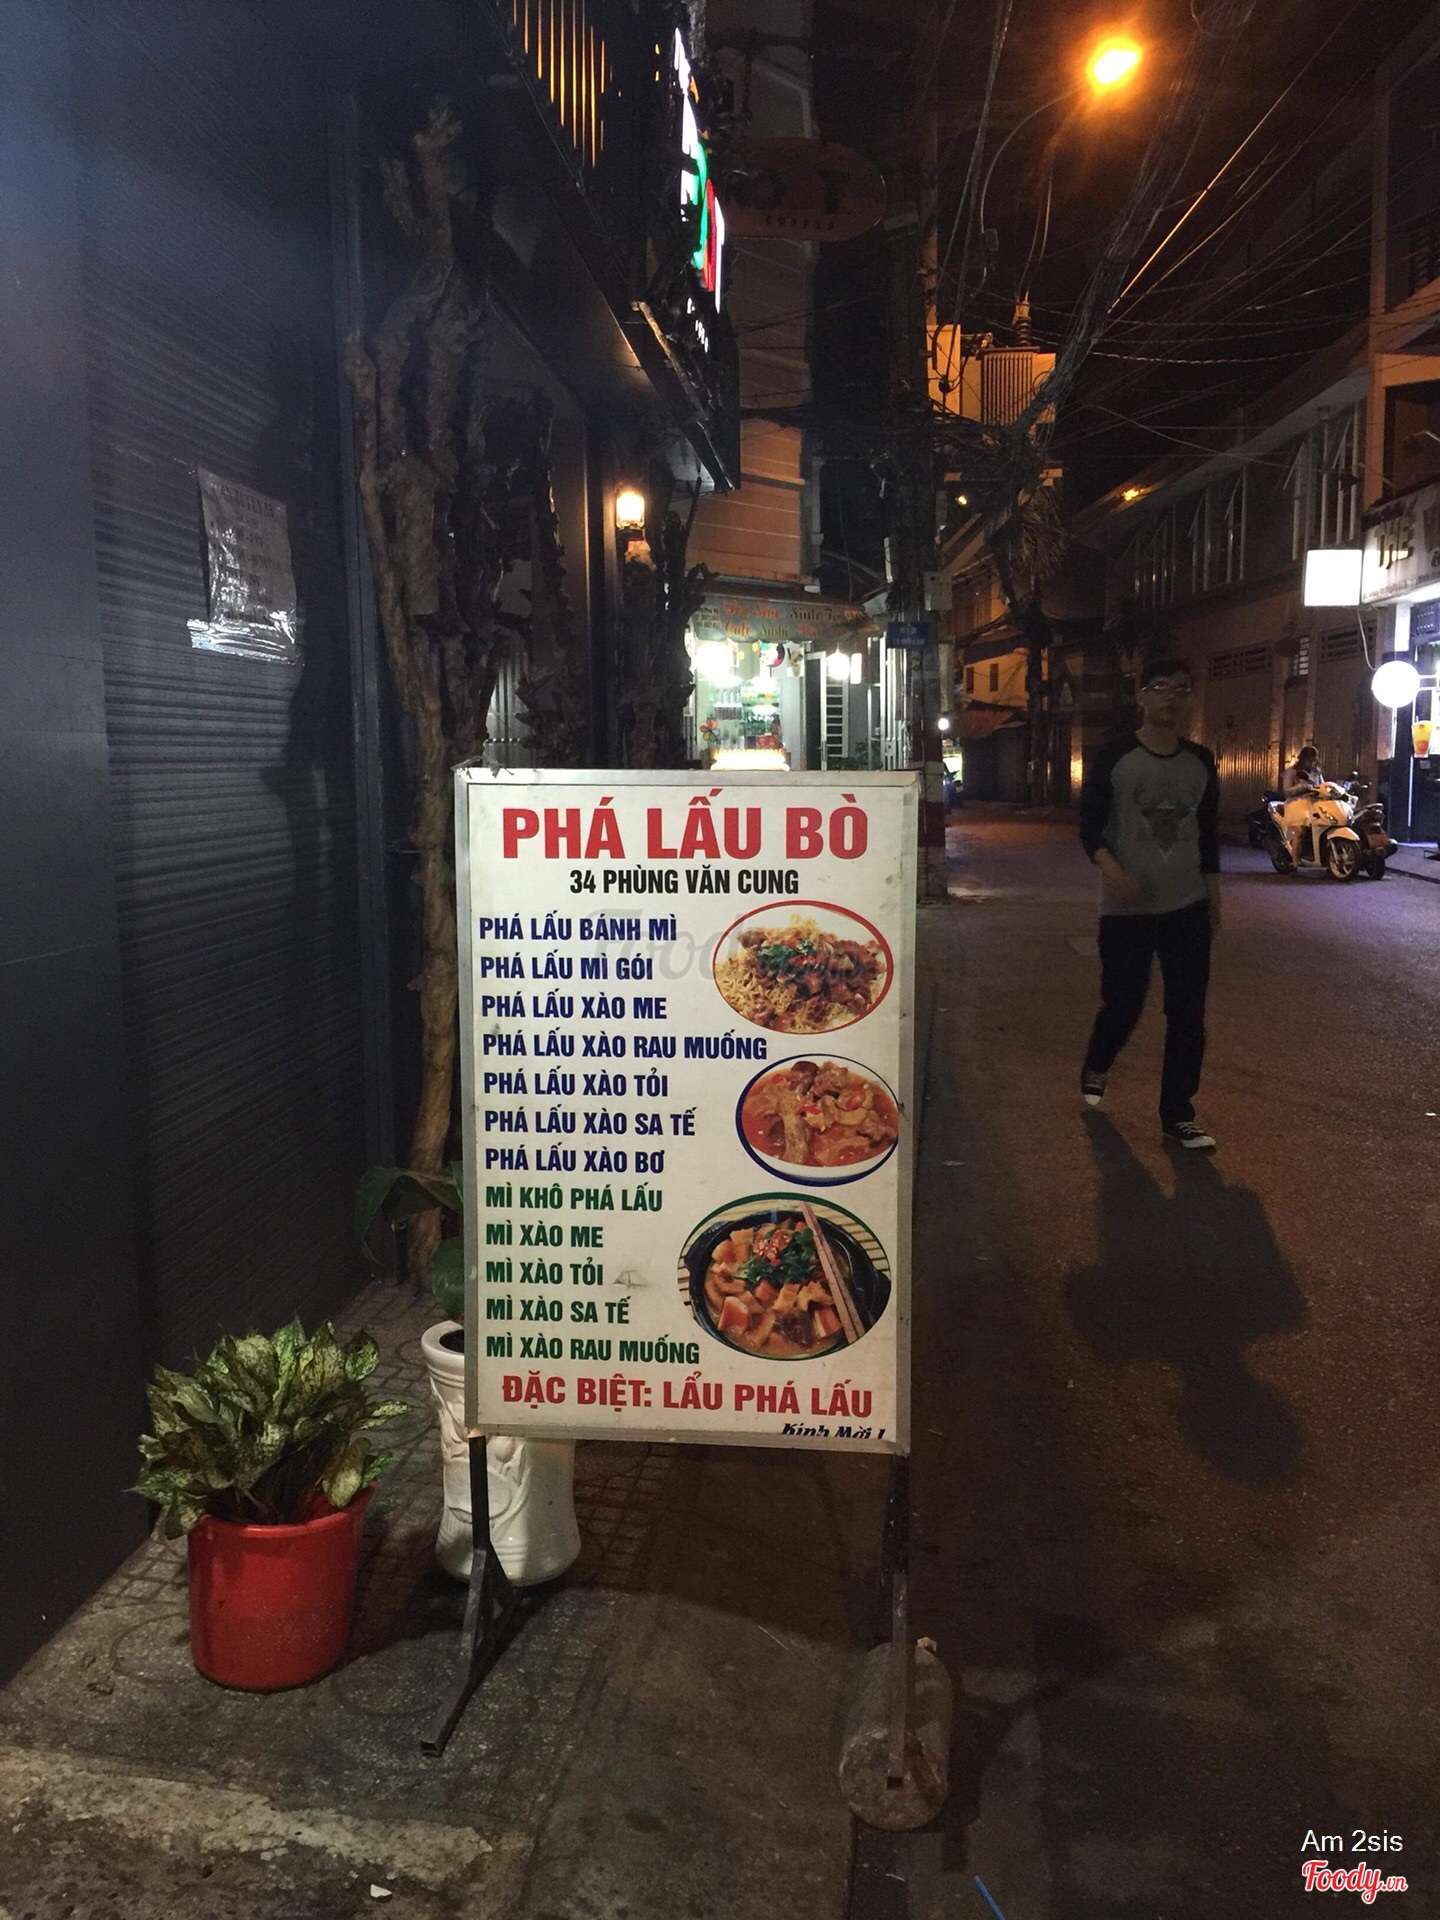 COFFEE
PHÁ LẤU BÒ
34 PHÙNG VĂN CUNG
PHÁ LẤU BÁNH MÌ
PHÁ LẤU MÌ GÓI
PHÁ LẤU XÀO ME
PHÁ LẤU XÀO RAU MUỐNG
PHÁ LẤU XÀO TỎI
PHÁ LẤU XÀO SA TẾ
PHÁ LẤU XÀO BƠ
MÌ KHÔ PHÁ LẤU
MÌ XÀO ME
MÌ XÀO TỎI
MÌ XÀO SA TẾ
MÌ XÀO RAU MUỐNG
ĐẶC BIỆT: LẨU PHÁ LẤU
Kính Mời !
Am 2sis
Foody.vn